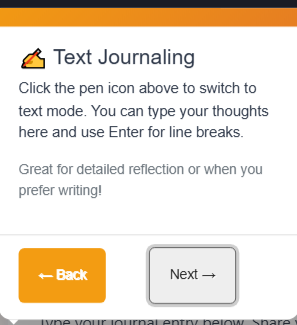 ✍️ Text Journaling
Click the pen icon above to switch to
text mode. You can type your thoughts
here and use Enter for line breaks.
Great for detailed reflection or when you
prefer writing!
← Back
Next →
Type your journal entry below. Share